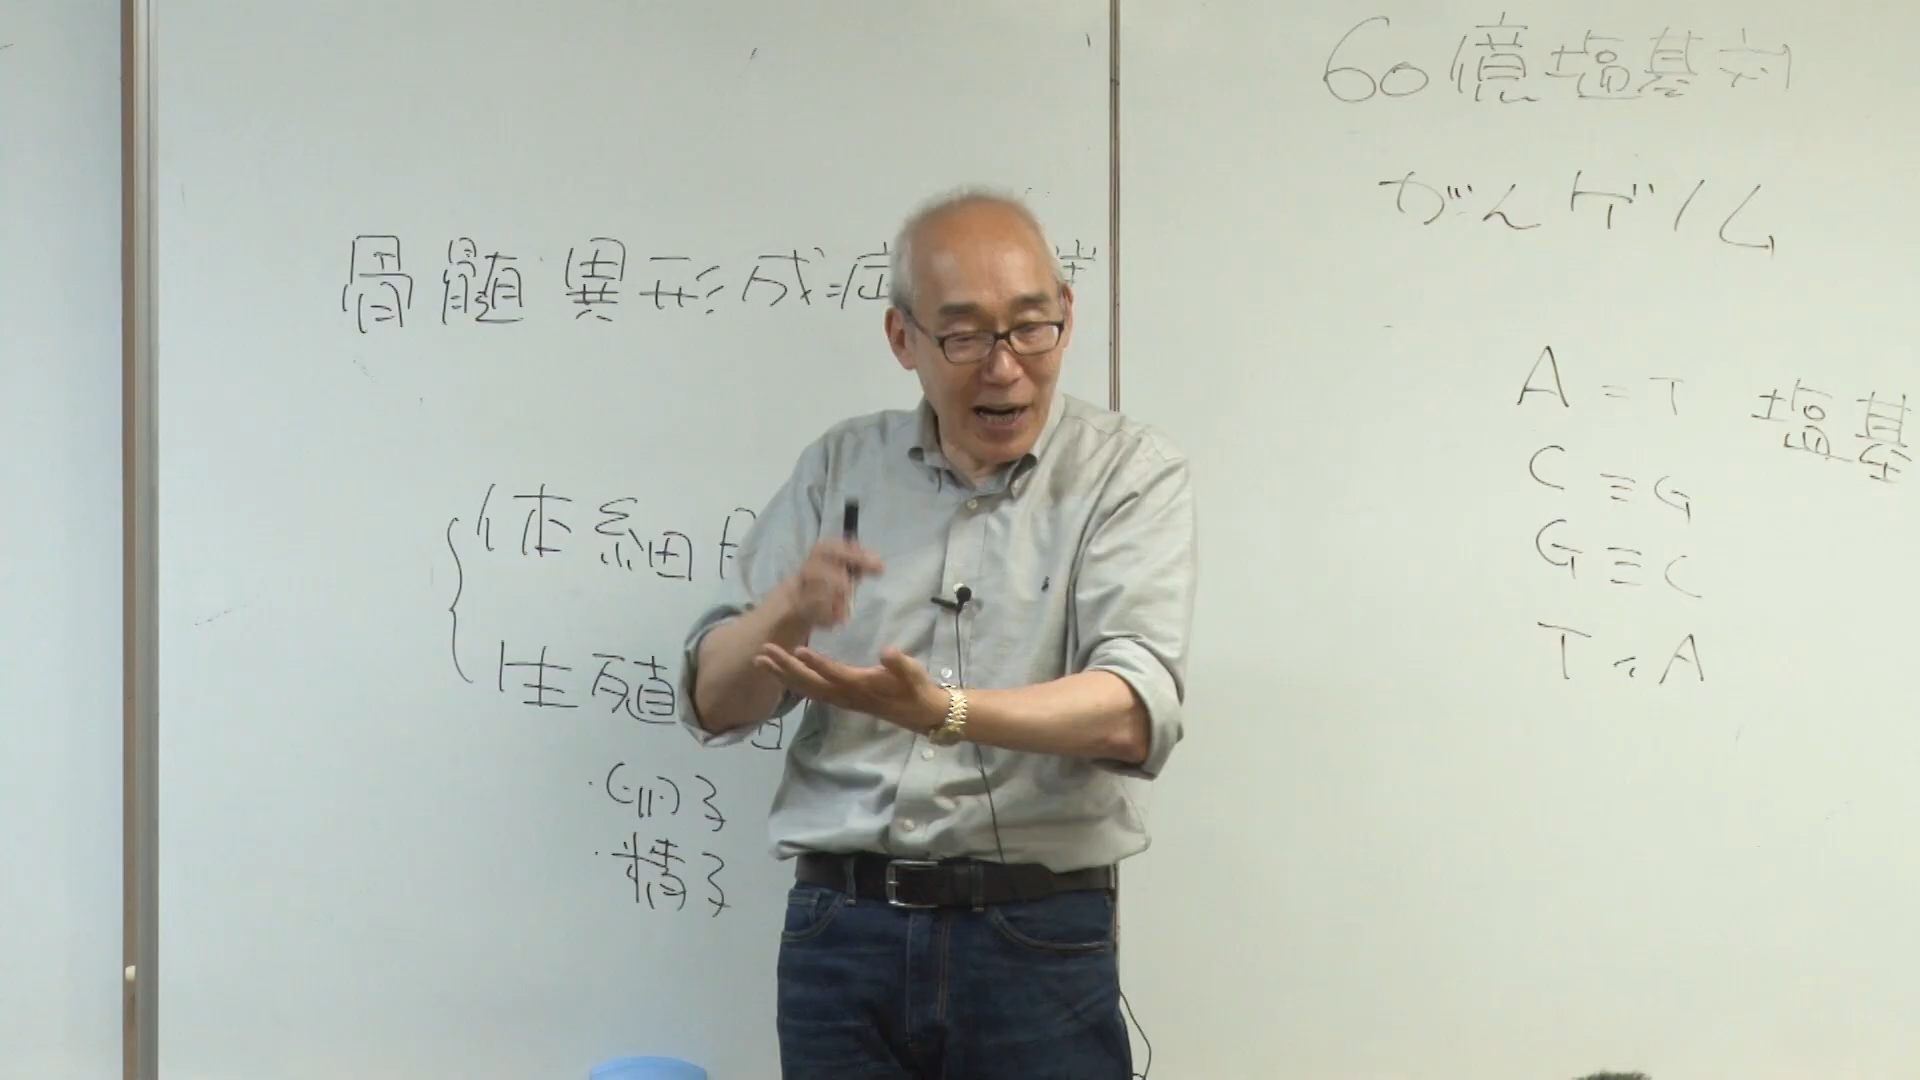 骨髄異形成症
体細
生殖
・卵子
・精子
60億塩基対
がんゲノム
A = T 塩基
C ≡ G
G ≡ C
T = A